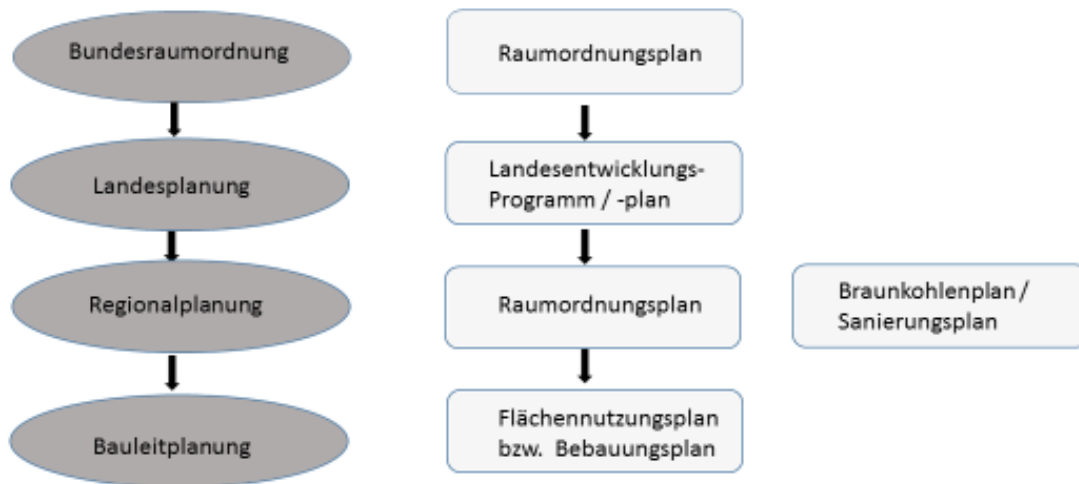 Bundesraumordnung
Raumordnungsplan
Landesplanung
Landesentwicklungs-
Programm / -plan
Regionalplanung
Raumordnungsplan
Braunkohlenplan /
Sanierungsplan
Bauleitplanung
Flächennutzungsplan
bzw. Bebauungsplan